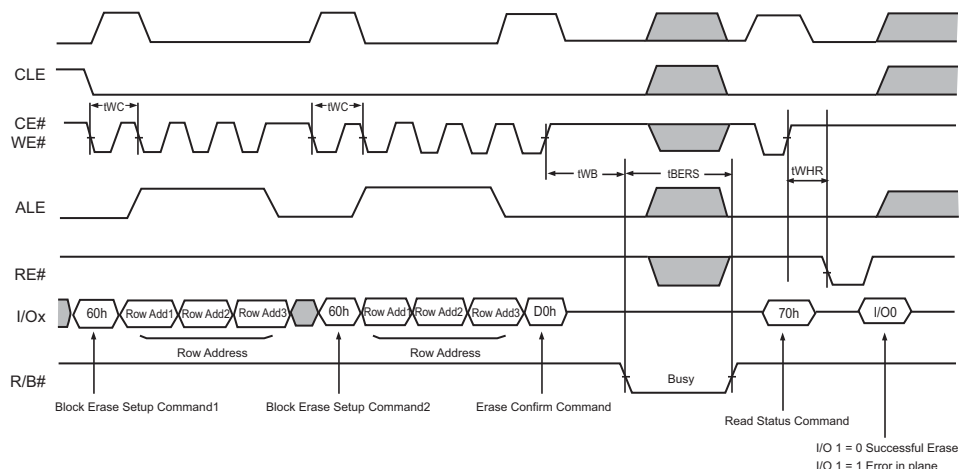 CLE
tWC
tWC
CE#
WE#
tWHR
tWB
tBERS
ALE
RE#
I/Ox
60h
Row Add1
Row Add2
Row Add3
60h
Row Add1
Row Add2
Row Add3
D0h
70h
I/O0
Row Address
Row Address
R/B#
Busy
Block Erase Setup Command1
Block Erase Setup Command2
Erase Confirm Command
Read Status Command
I/O 1 = 0 Successful Erase
I/O 1 = 1 Error in plane